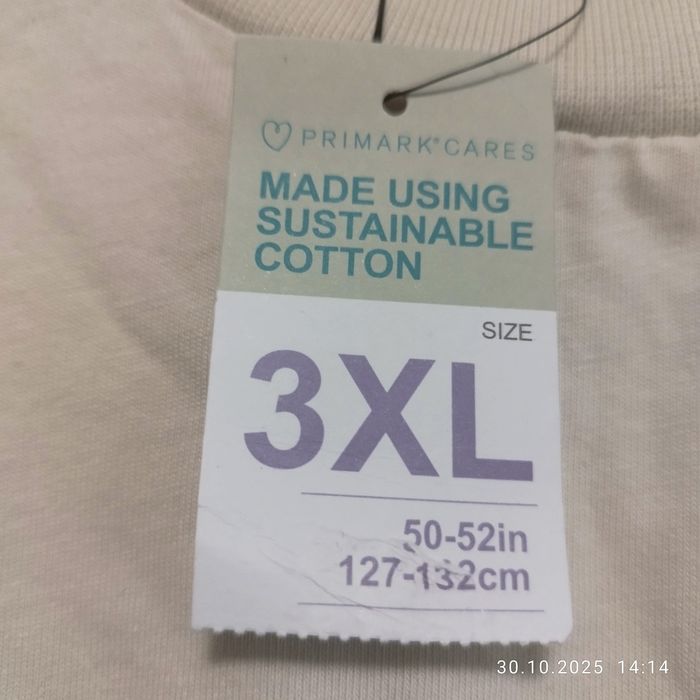 PRIMARK®CARES
MADE USING
SUSTAINABLE
COTTON
SIZE
3XL
50-52in
127-132cm
30.10.2025 14:14